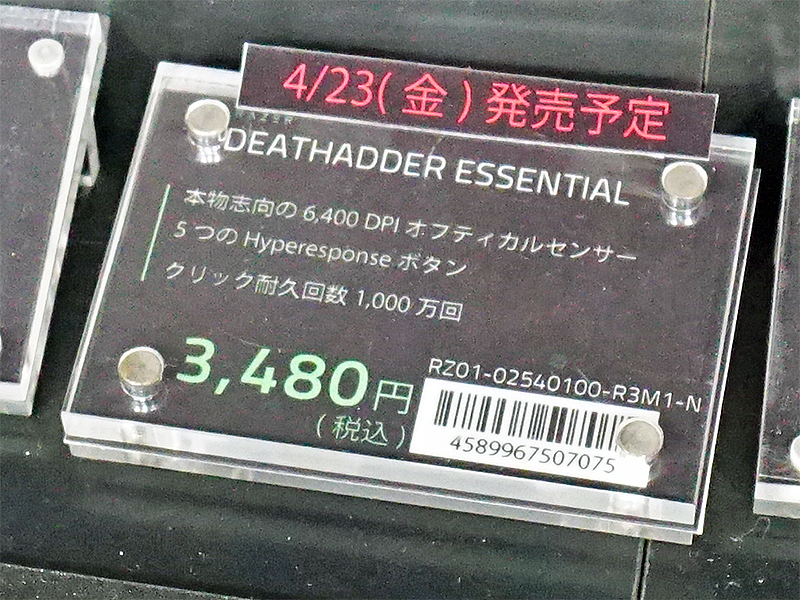 4/23(金)発売予定
RAZER
DEATHADDER ESSENTIAL
本物志向の 6,400 DPI オプティカルセンサー
5 つの Hyperesponse ボタン
クリック耐久回数 1,000 万回
3,480円
(税込)
RZ01-02540100-R3M1-N
4589967507075